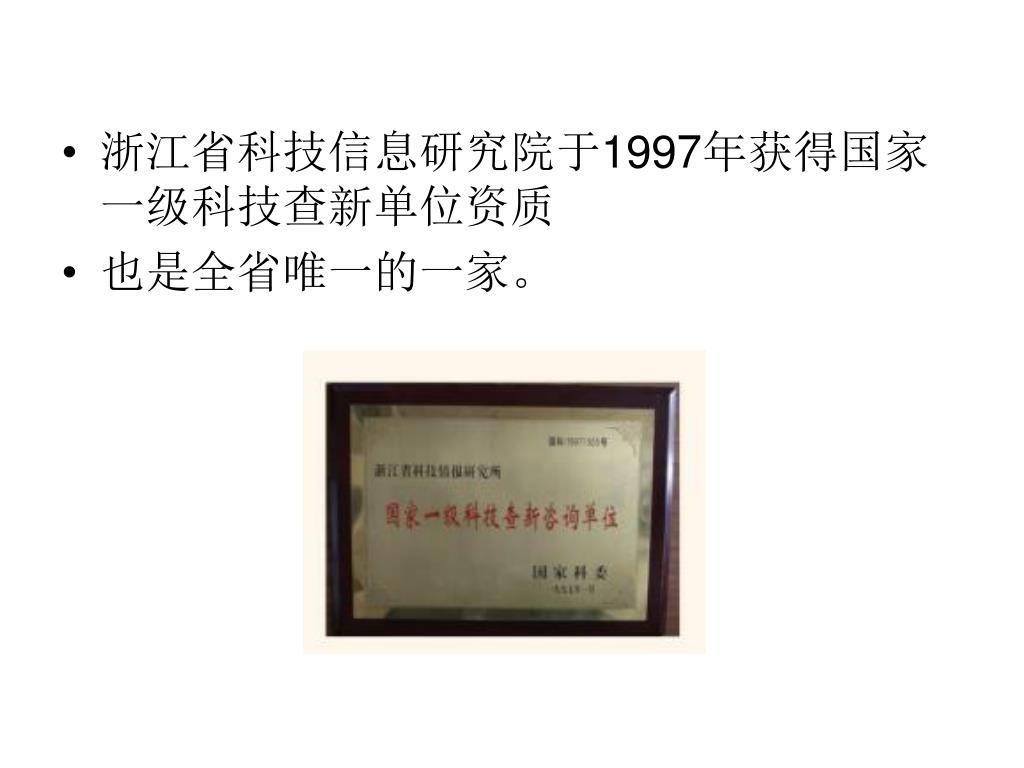 • 浙江省科技信息研究院于1997年获得国家
一级科技查新单位资质
• 也是全省唯一的一家。
浙江省科技情报研究所
国家一级科技查新咨询单位
国家科委